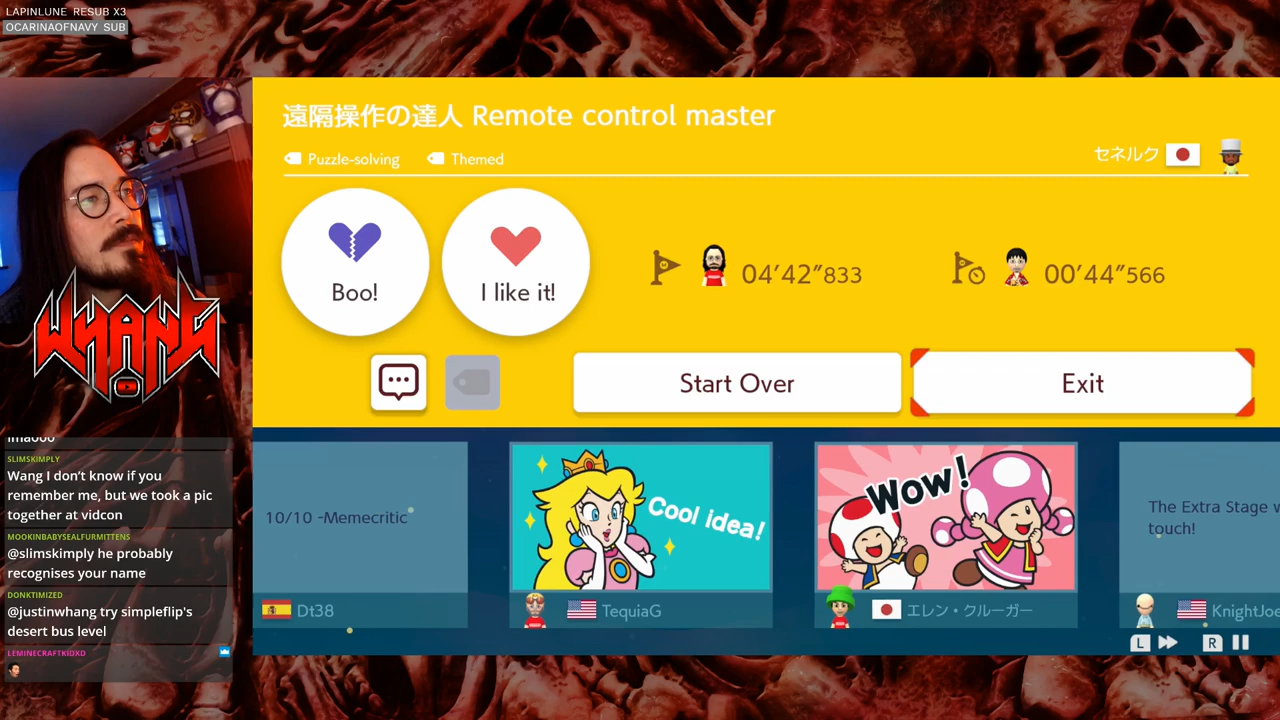 LAPINLUNE RESUB X3
OCARINAOFNAVY SUB
遠隔操作の達人 Remote control master
Puzzle-solving
Themed
セネルク
Boo!
I like it!
04'42"833
00'44"566
Start Over
Exit
WYANG
lmaooo
SLIMSKIMPLY
Wang I don't know if you
remember me, but we took a pic
together at vidcon
MOOKINBABYSEALFURMITTENS
@slimskimply he probably
recognises your name
DONKTIMIZED
@justinwhang try simpleflip's
desert bus level
LEMINECRAFTKIDXD
10/10 -Memecritic
Dt38
Cool idea!
TequiaG
Wow!
エレン・クルーガー
The Extra Stage w
touch!
KnightJoe
L
R